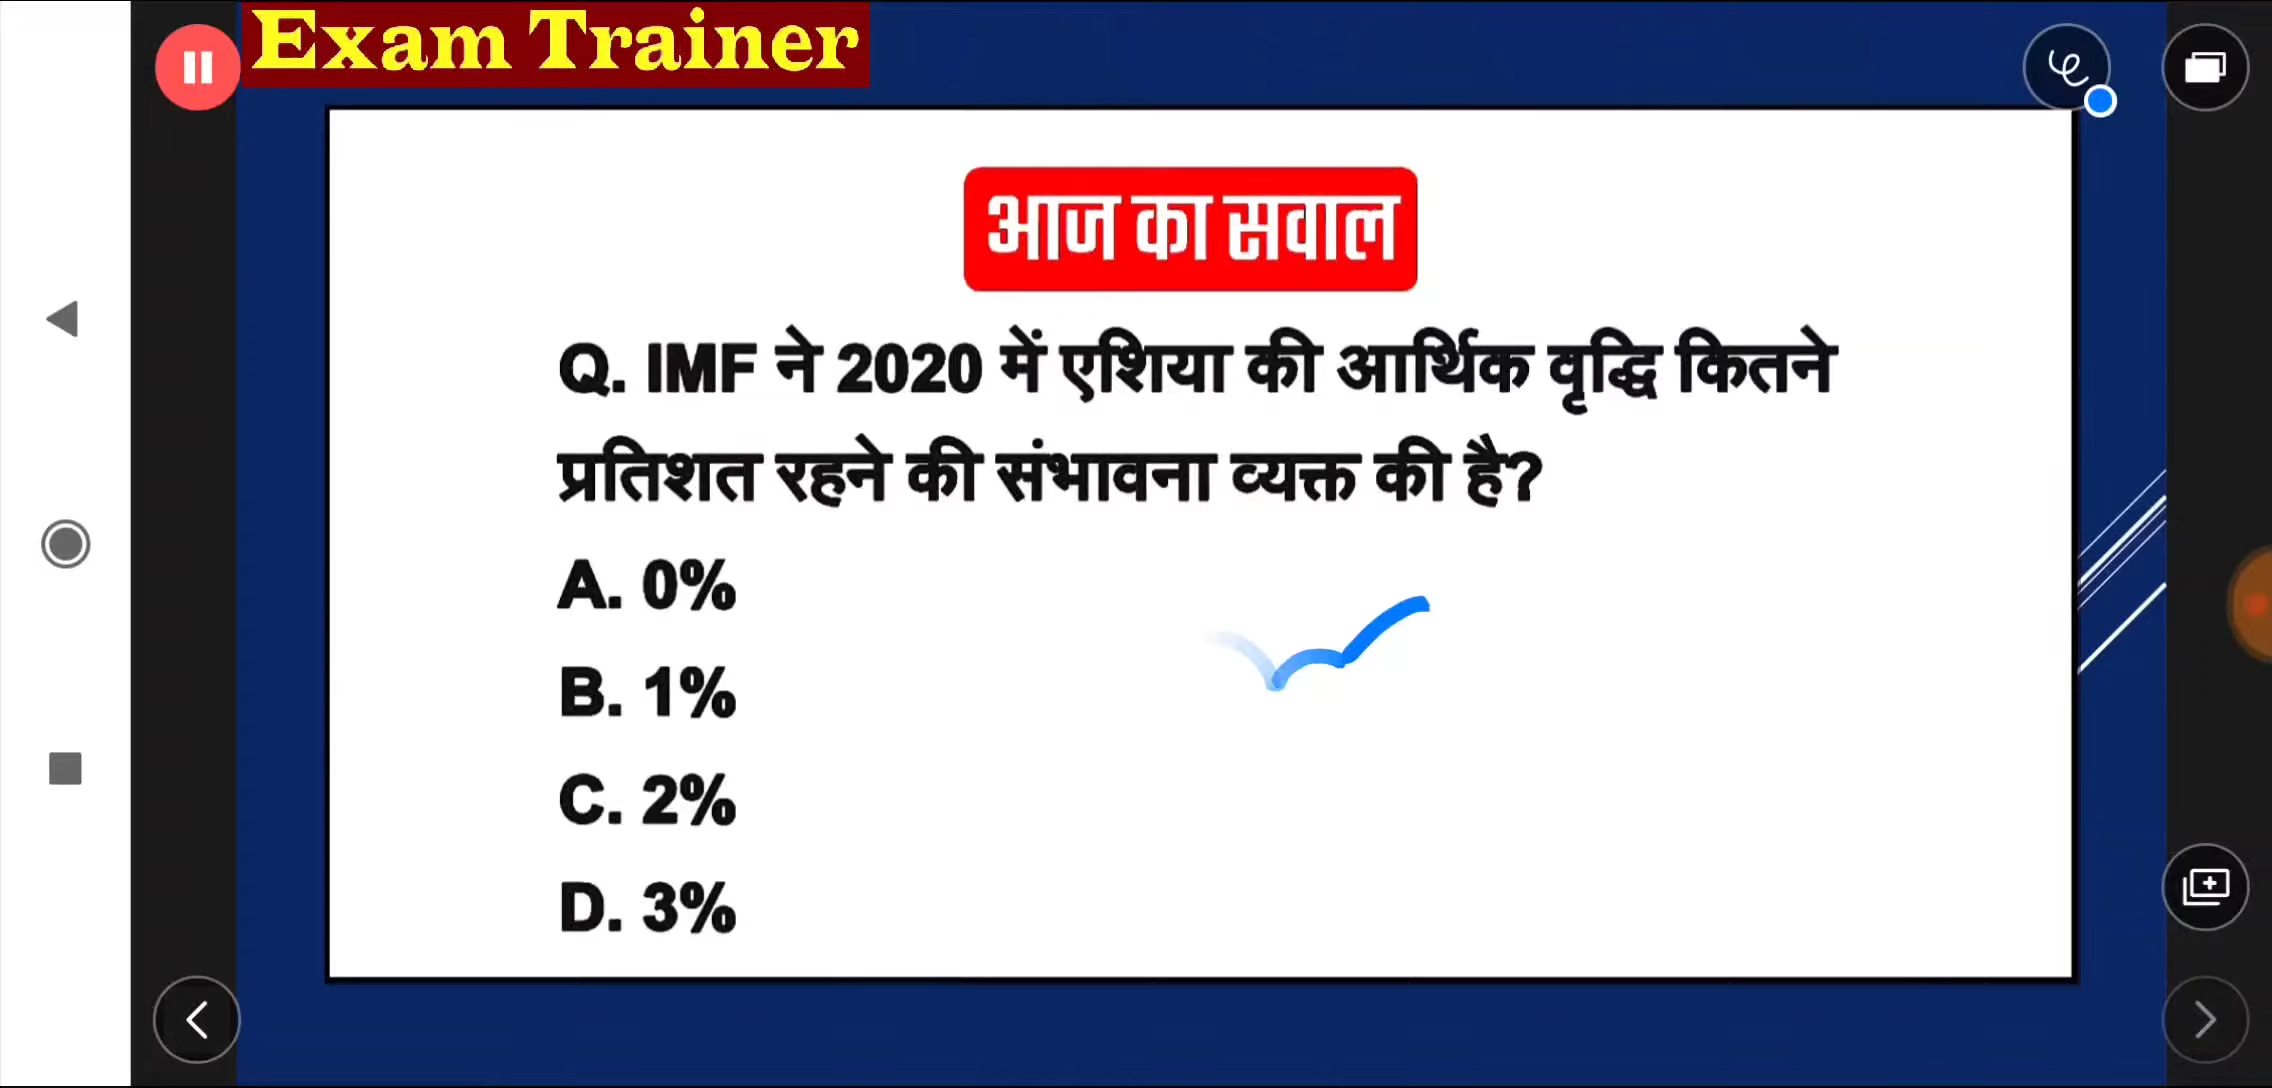 Exam Trainer
आज का सवाल
Q. IMF ने 2020 में एशिया की आर्थिक वृद्धि कितने
प्रतिशत रहने की संभावना व्यक्त की है?
A. 0%
B. 1%
C. 2%
D. 3%